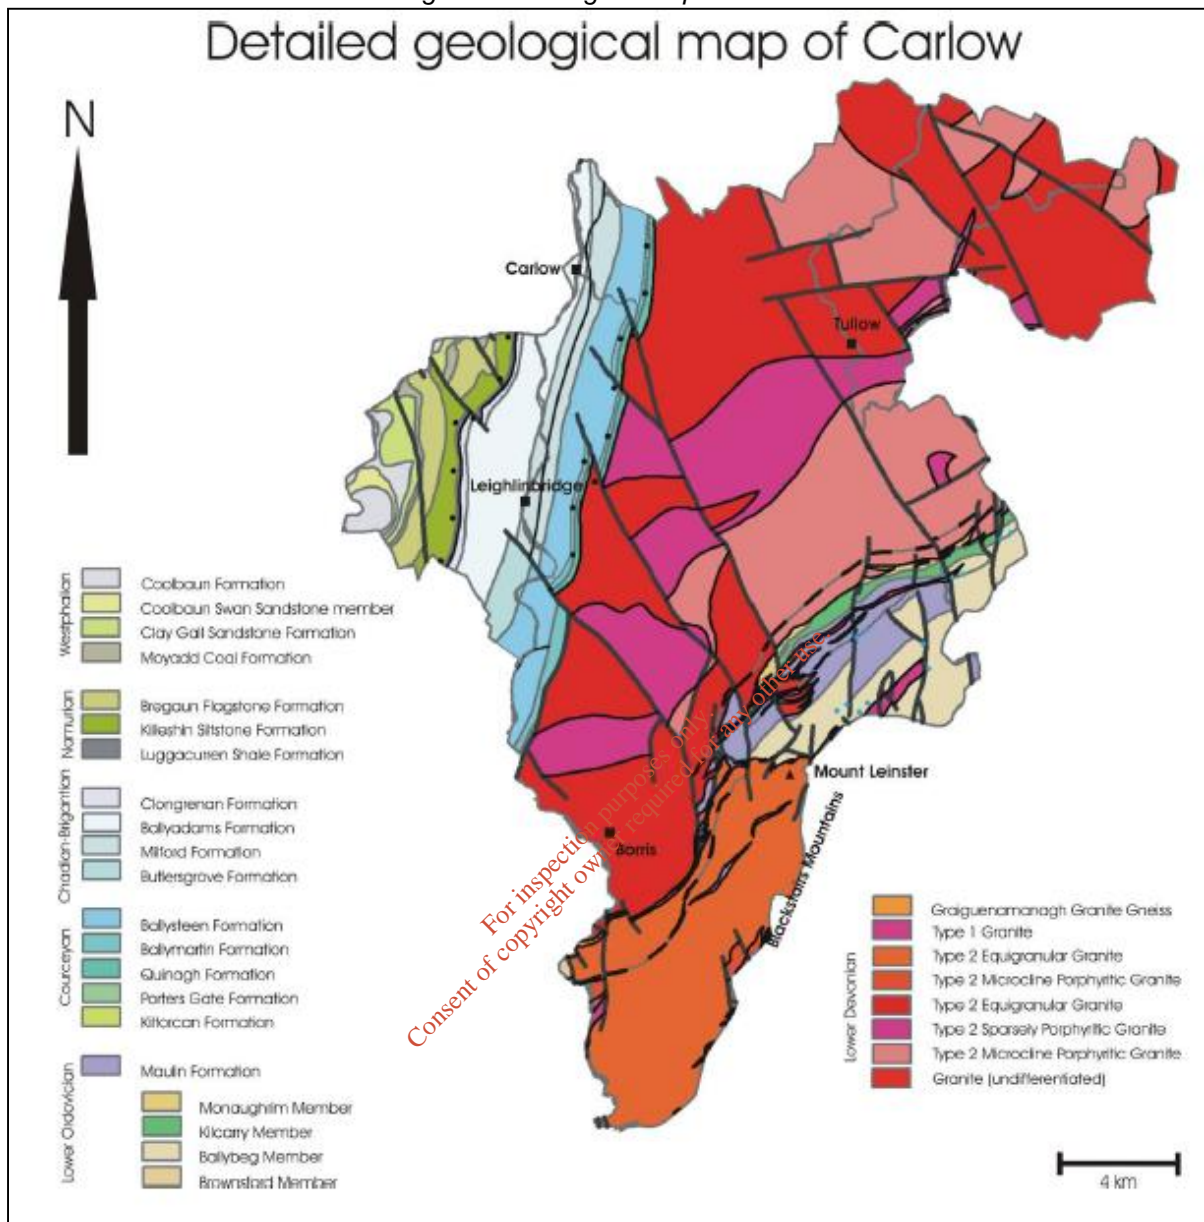 Detailed geological map of Carlow
N
Carlow
Tullow
Leighlinbridge
Mount Leinster
Borris
Blackstairs Mountains
For inspection purposes only.
Consent of copyright owner required for any other use.
Westphalian
Coolbaun Formation
Coolbaun Swan Sandstone member
Clay Gall Sandstone Formation
Moyadd Coal Formation
Namurian
Bregaun Flagstone Formation
Killeshin Siltstone Formation
Luggacurren Shale Formation
Chadian-Brigantian
Clongrenan Formation
Ballyadams Formation
Milford Formation
Butlersgrove Formation
Courceyan
Ballysteen Formation
Ballymartin Formation
Quinagh Formation
Porters Gate Formation
Kiltorcan Formation
Lower Ordovician
Maulin Formation
Monaughrim Member
Kilcarry Member
Ballybeg Member
Brownsford Member
Lower Devonian
Graiguenamanagh Granite Gneiss
Type 1 Granite
Type 2 Equigranular Granite
Type 2 Microcline Porphyritic Granite
Type 2 Equigranular Granite
Type 2 Sparsely Porphyritic Granite
Type 2 Microcline Porphyritic Granite
Granite (undifferentiated)
4 km